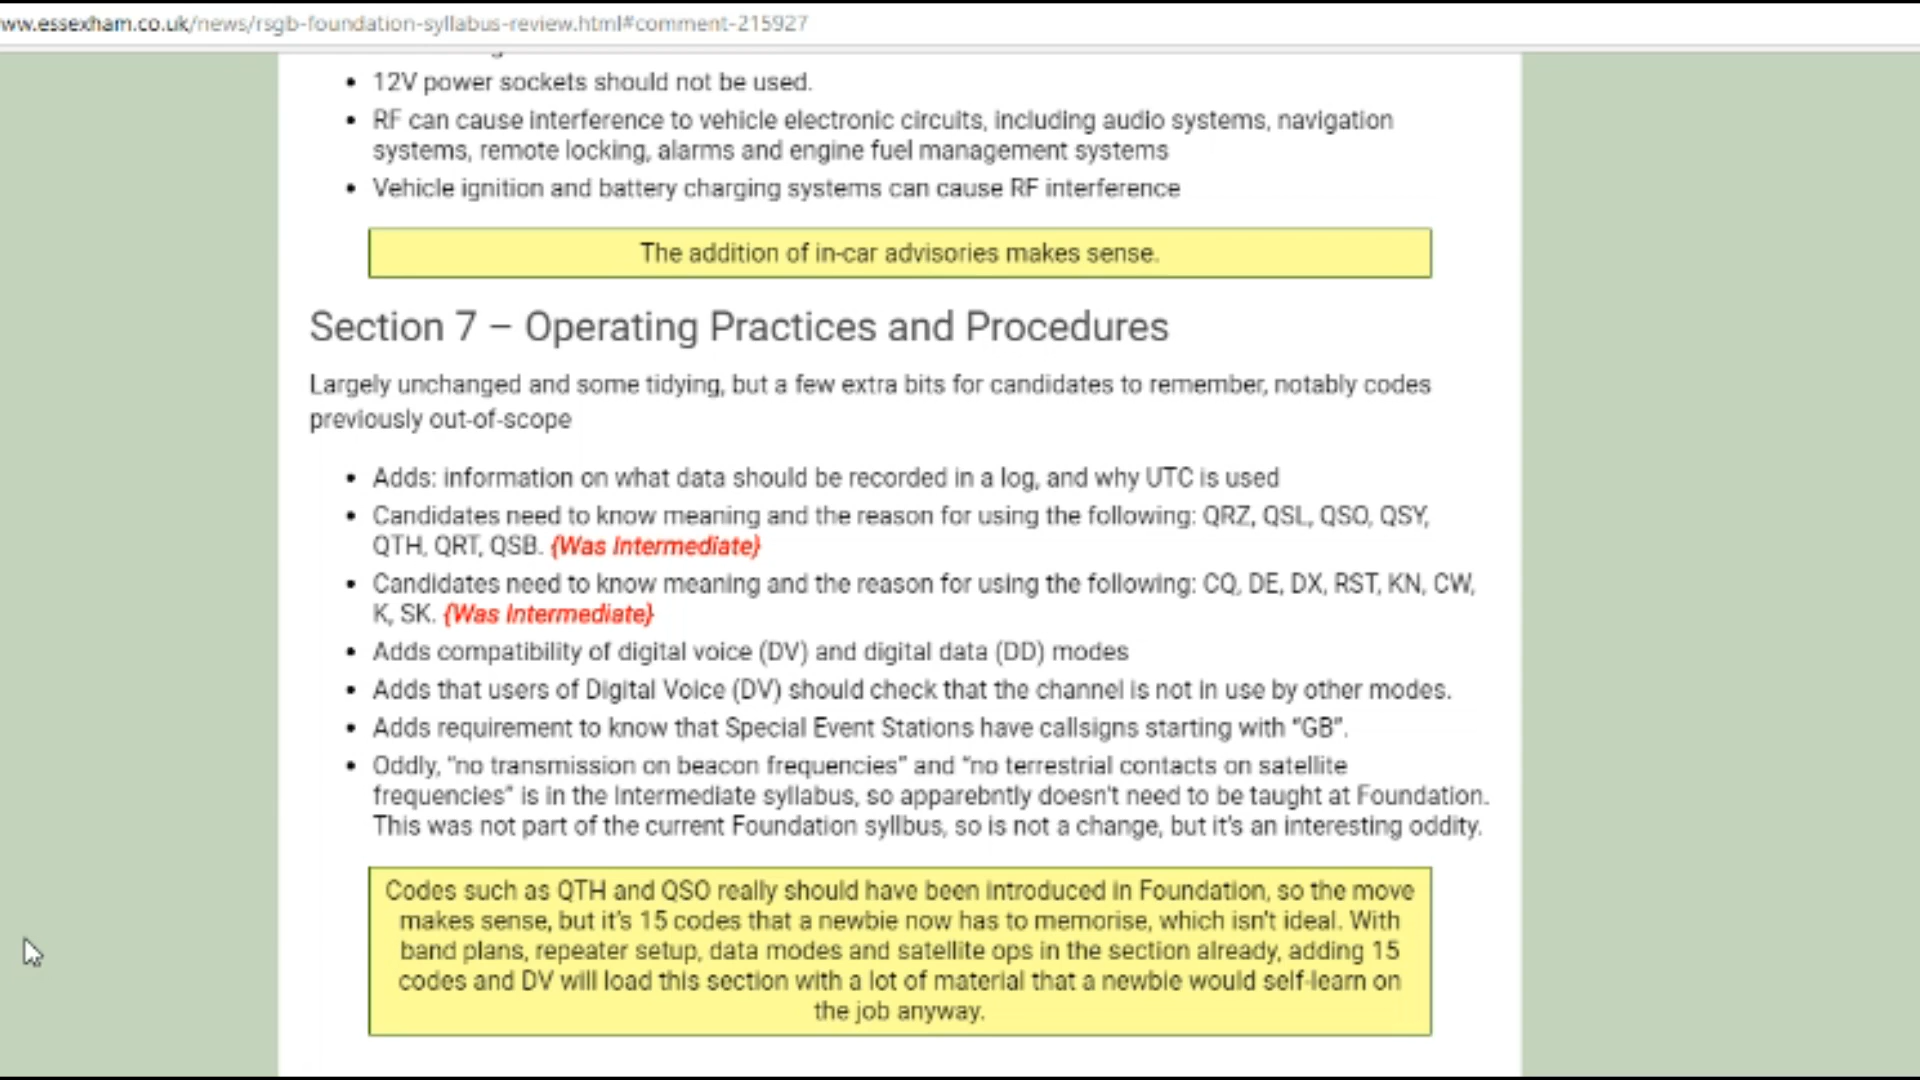 ww.essexham.co.uk/news/rsgb-foundation-syllabus-review.html#comment-215927
• 12V power sockets should not be used.
• RF can cause interference to vehicle electronic circuits, including audio systems, navigation
systems, remote locking, alarms and engine fuel management systems
• Vehicle ignition and battery charging systems can cause RF interference
The addition of in-car advisories makes sense.
Section 7 – Operating Practices and Procedures
Largely unchanged and some tidying, but a few extra bits for candidates to remember, notably codes
previously out-of-scope
• Adds: information on what data should be recorded in a log, and why UTC is used
• Candidates need to know meaning and the reason for using the following: QRZ, QSL, QSO, QSY,
QTH, QRT, QSB. {Was Intermediate}
• Candidates need to know meaning and the reason for using the following: CQ, DE, DX, RST, KN, CW,
K, SK. {Was Intermediate}
• Adds compatibility of digital voice (DV) and digital data (DD) modes
• Adds that users of Digital Voice (DV) should check that the channel is not in use by other modes.
• Adds requirement to know that Special Event Stations have callsigns starting with “GB”.
• Oddly, “no transmission on beacon frequencies” and “no terrestrial contacts on satellite
frequencies” is in the Intermediate syllabus, so apparebntly doesn't need to be taught at Foundation.
This was not part of the current Foundation syllbus, so is not a change, but it's an interesting oddity.
Codes such as QTH and QSO really should have been introduced in Foundation, so the move
makes sense, but it's 15 codes that a newbie now has to memorise, which isn't ideal. With
band plans, repeater setup, data modes and satellite ops in the section already, adding 15
codes and DV will load this section with a lot of material that a newbie would self-learn on
the job anyway.